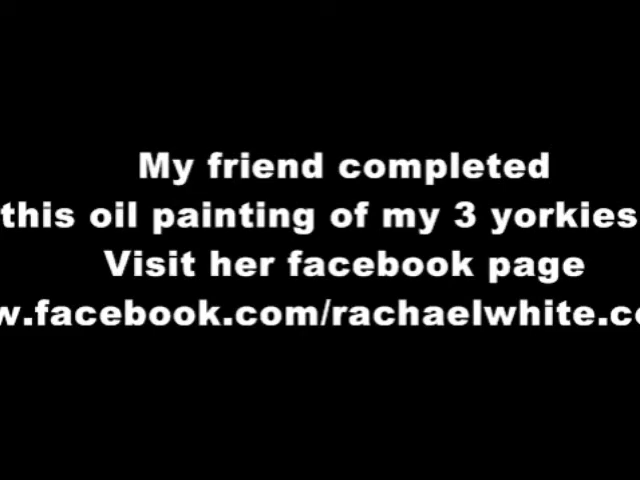 My friend completed
this oil painting of my 3 yorkies
Visit her facebook page
w.facebook.com/rachaelwhite.co